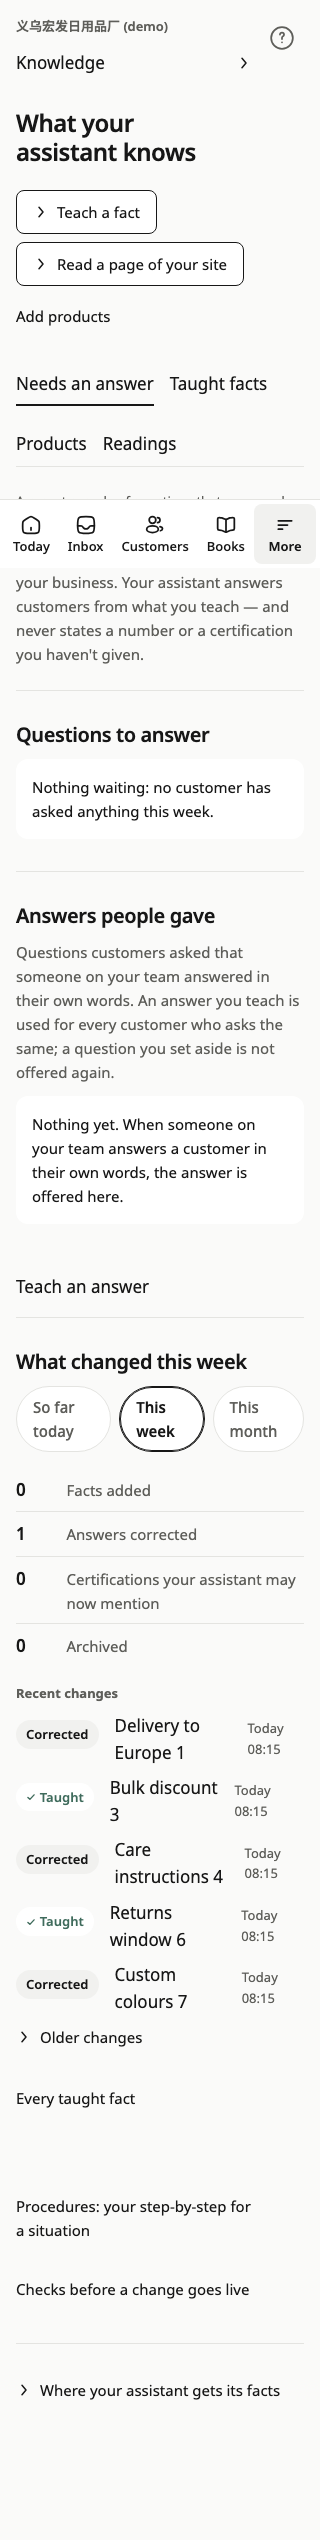 义乌宏发日用品厂 (demo)
Knowledge
What your
assistant knows
Teach a fact
Read a page of your site
Add products
Needs an answer Taught facts
Products Readings
Today Inbox Customers Books More
your business. Your assistant answers
customers from what you teach — and
never states a number or a certification
you haven't given.
Questions to answer
Nothing waiting: no customer has
asked anything this week.
Answers people gave
Questions customers asked that
someone on your team answered in
their own words. An answer you teach is
used for every customer who asks the
same; a question you set aside is not
offered again.
Nothing yet. When someone on
your team answers a customer in
their own words, the answer is
offered here.
Teach an answer
What changed this week
So far
today
This
week
This
month
0 Facts added
1 Answers corrected
0 Certifications your assistant may
now mention
0 Archived
Recent changes
Corrected Delivery to
Europe 1
Today
08:15
Taught Bulk discount
3
Today
08:15
Corrected Care
instructions 4
Today
08:15
Taught Returns
window 6
Today
08:15
Corrected Custom
colours 7
Today
08:15
Older changes
Every taught fact
Procedures: your step-by-step for
a situation
Checks before a change goes live
Where your assistant gets its facts